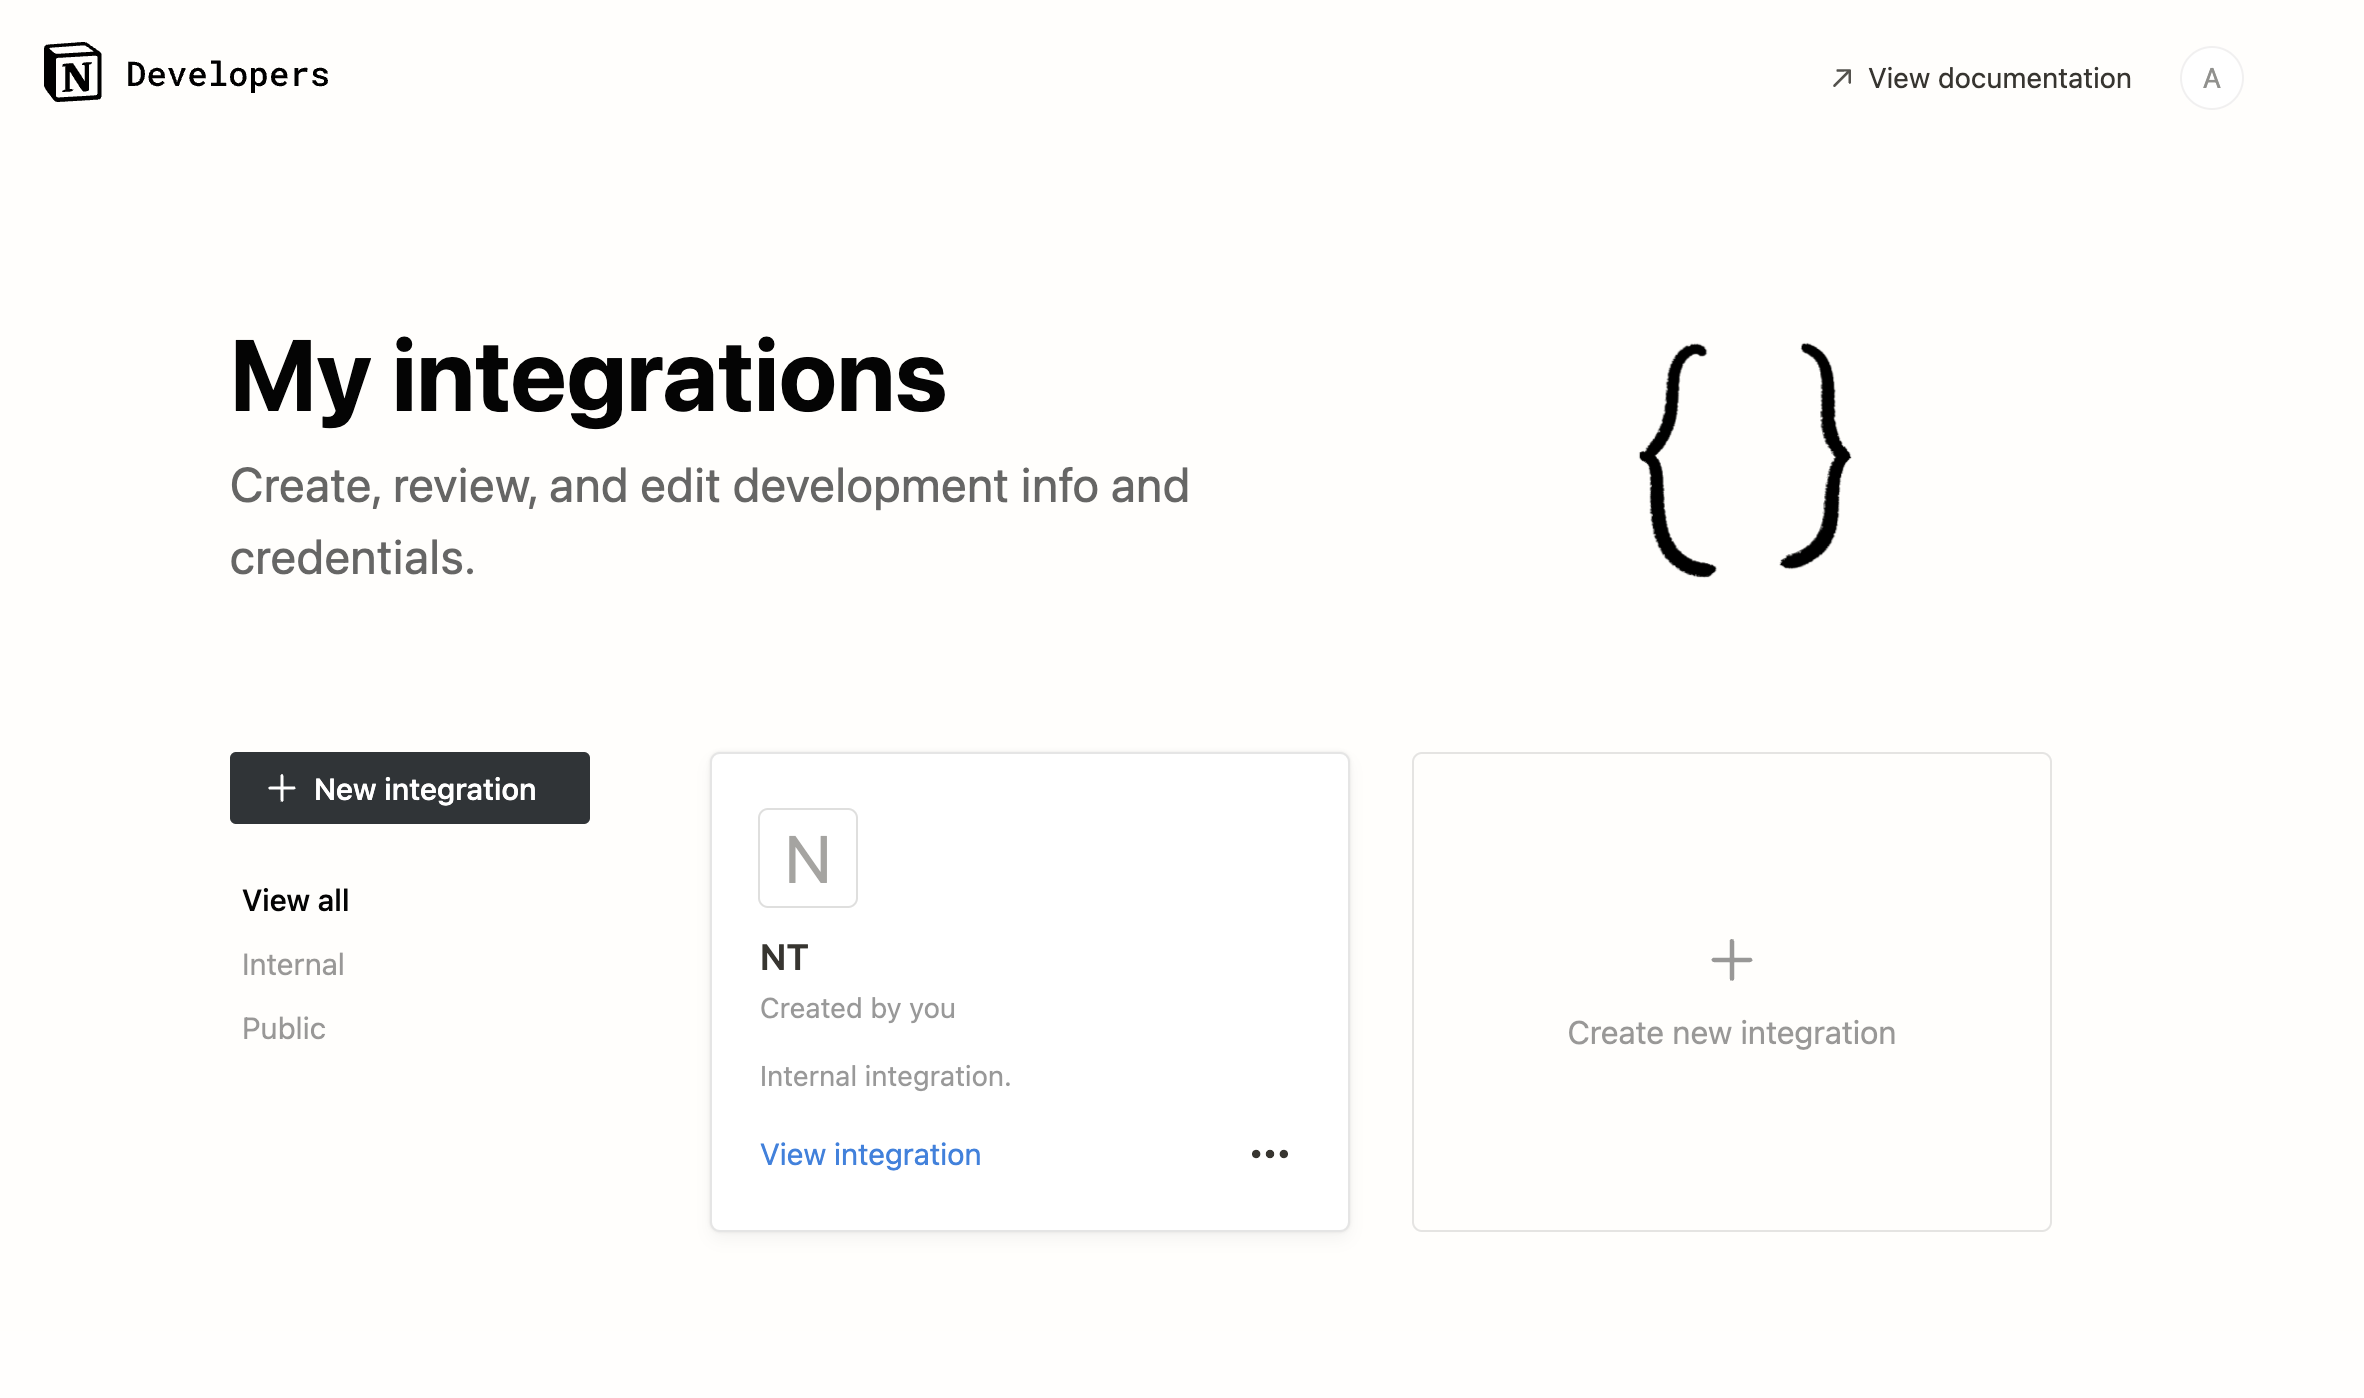 N Developers
View documentation
A
My integrations
Create, review, and edit development info and
credentials.
{ }
New integration
View all
Internal
Public
N
NT
Created by you
Internal integration.
View integration
Create new integration